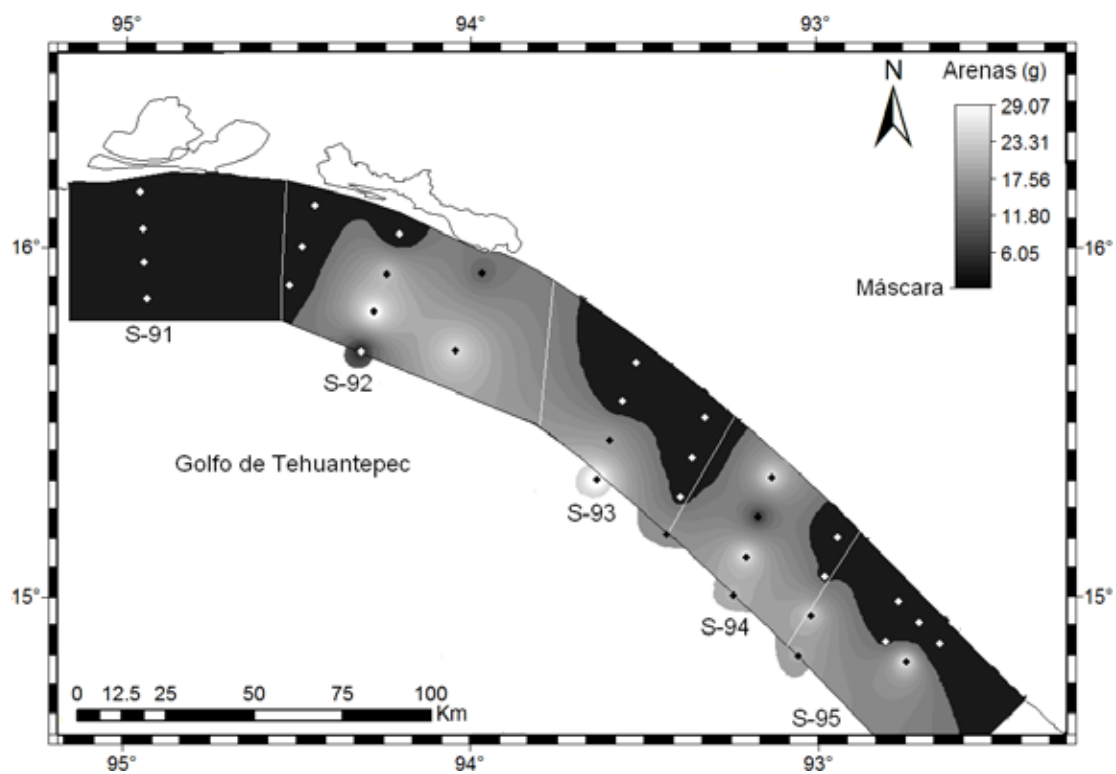 95° 94° 93°
N
Arenas (g)
29.07
23.31
17.56
11.80
6.05
Máscara
16° 16°
S-91
S-92
Golfo de Tehuantepec
S-93
15° 15°
S-94
S-95
0 12.5 25 50 75 100
Km
95° 94° 93°